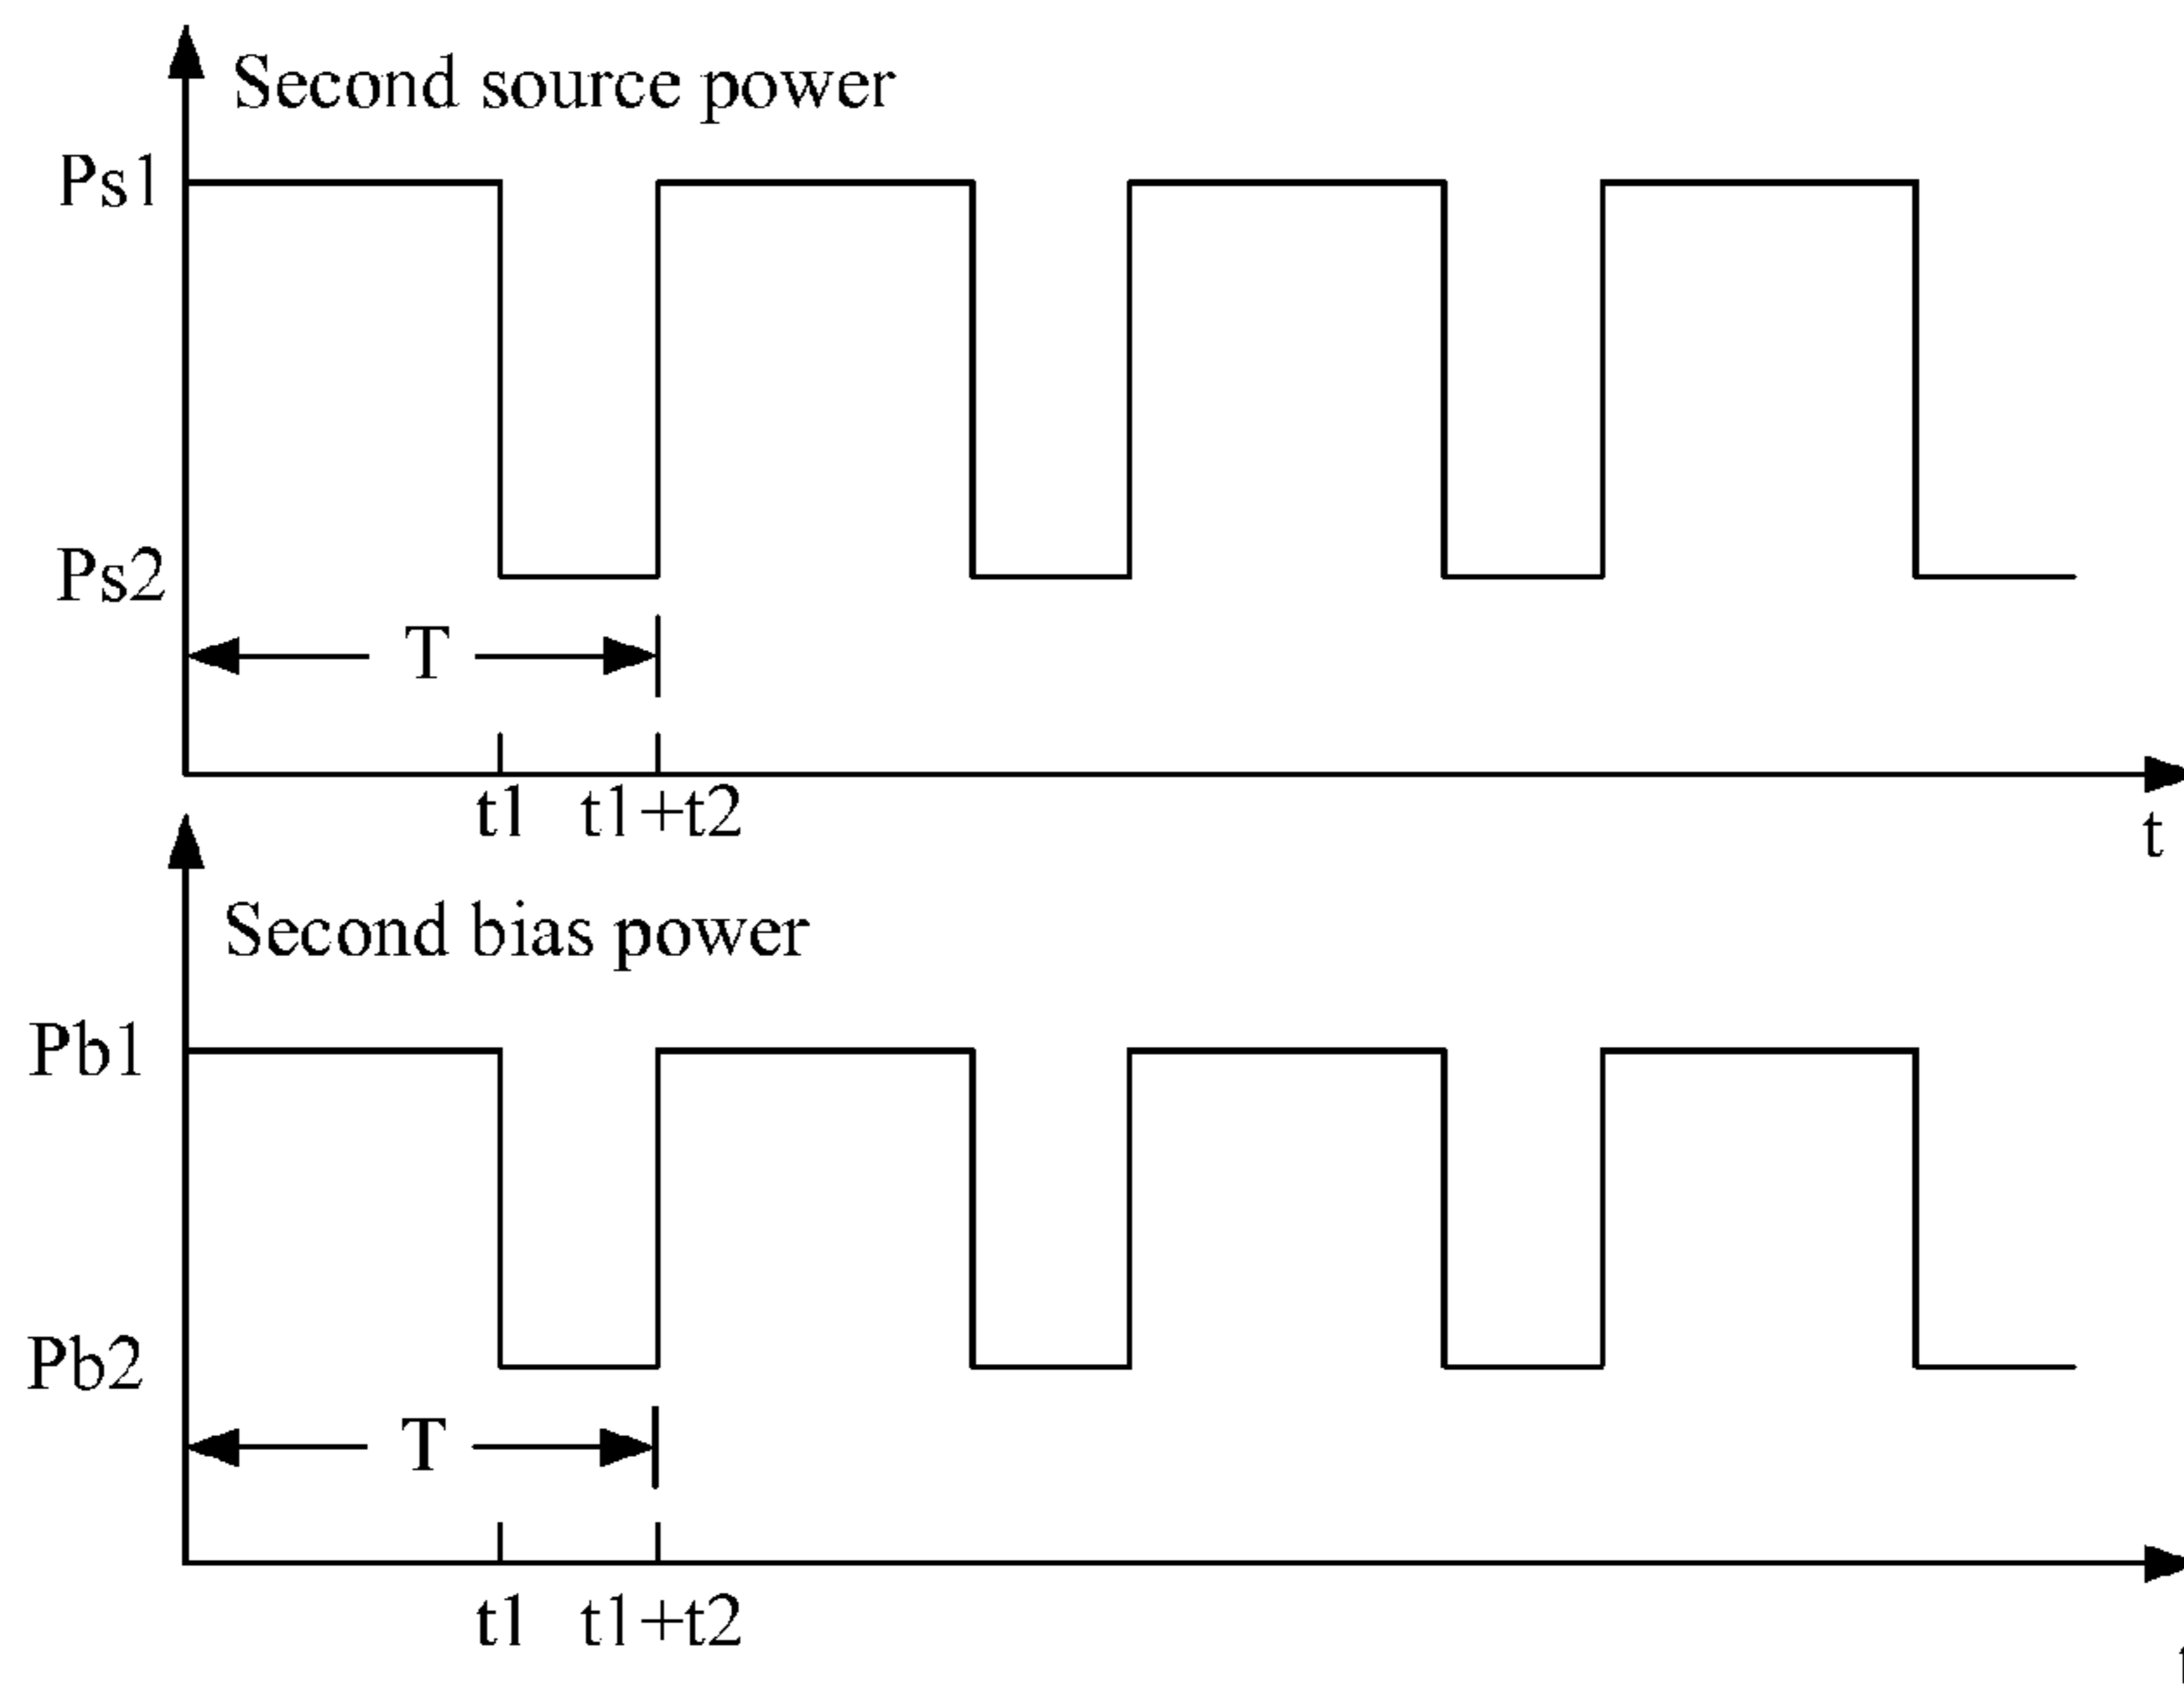 Second source power
Ps1
Ps2
T
t1
t1+t2
t
Second bias power
Pb1
Pb2
T
t1
t1+t2